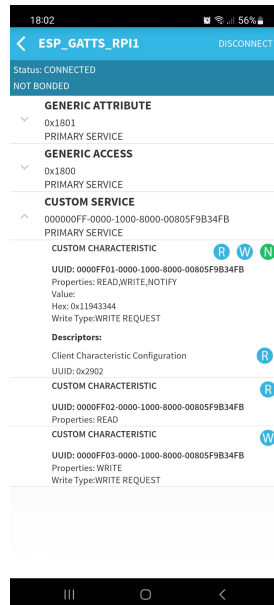 18:02
56%
ESP_GATTS_RPI1
DISCONNECT
Status: CONNECTED
NOT BONDED
GENERIC ATTRIBUTE
0x1801
PRIMARY SERVICE
GENERIC ACCESS
0x1800
PRIMARY SERVICE
CUSTOM SERVICE
000000FF-0000-1000-8000-00805F9B34FB
PRIMARY SERVICE
CUSTOM CHARACTERISTIC
R W N
UUID: 0000FF01-0000-1000-8000-00805F9B34FB
Properties: READ,WRITE,NOTIFY
Value:
Hex: 0x11943344
Write Type:WRITE REQUEST
Descriptors:
Client Characteristic Configuration
R
UUID: 0x2902
CUSTOM CHARACTERISTIC
R
UUID: 0000FF02-0000-1000-8000-00805F9B34FB
Properties: READ
CUSTOM CHARACTERISTIC
W
UUID: 0000FF03-0000-1000-8000-00805F9B34FB
Properties: WRITE
Write Type:WRITE REQUEST